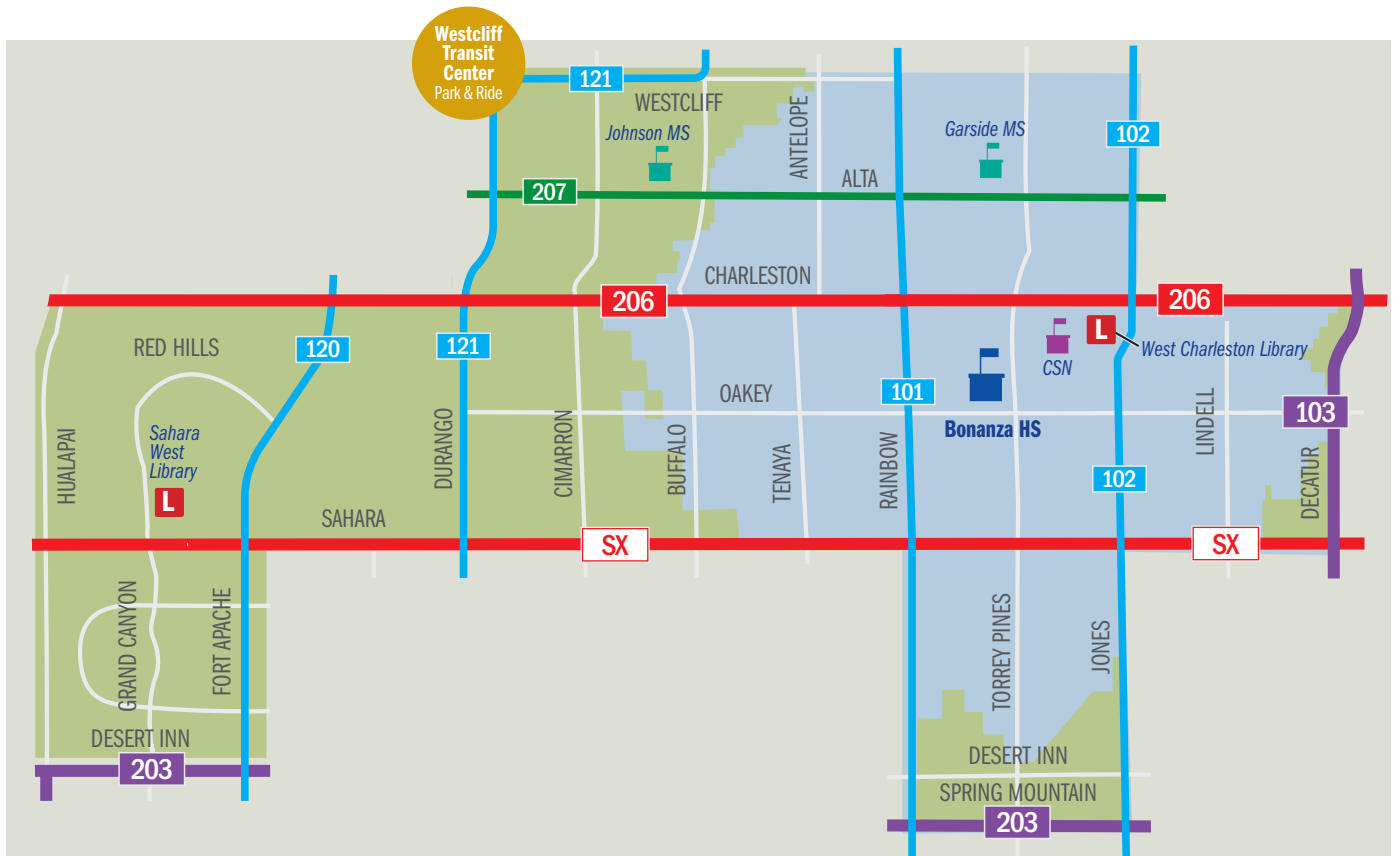 Westcliff
Transit
Center
Park & Ride
121
WESTCLIFF
Johnson MS
ANTELOPE
Garside MS
102
207
ALTA
CHARLESTON
206
206
RED HILLS
120
121
CSN
L
West Charleston Library
OAKEY
101
Bonanza HS
103
HUALAPAI
Sahara
West
Library
L
DURANGO
CIMARRON
BUFFALO
TENAYA
RAINBOW
102
LINDELL
DECATUR
SAHARA
SX
SX
GRAND CANYON
FORT APACHE
TORREY PINES
JONES
DESERT INN
203
DESERT INN
SPRING MOUNTAIN
203